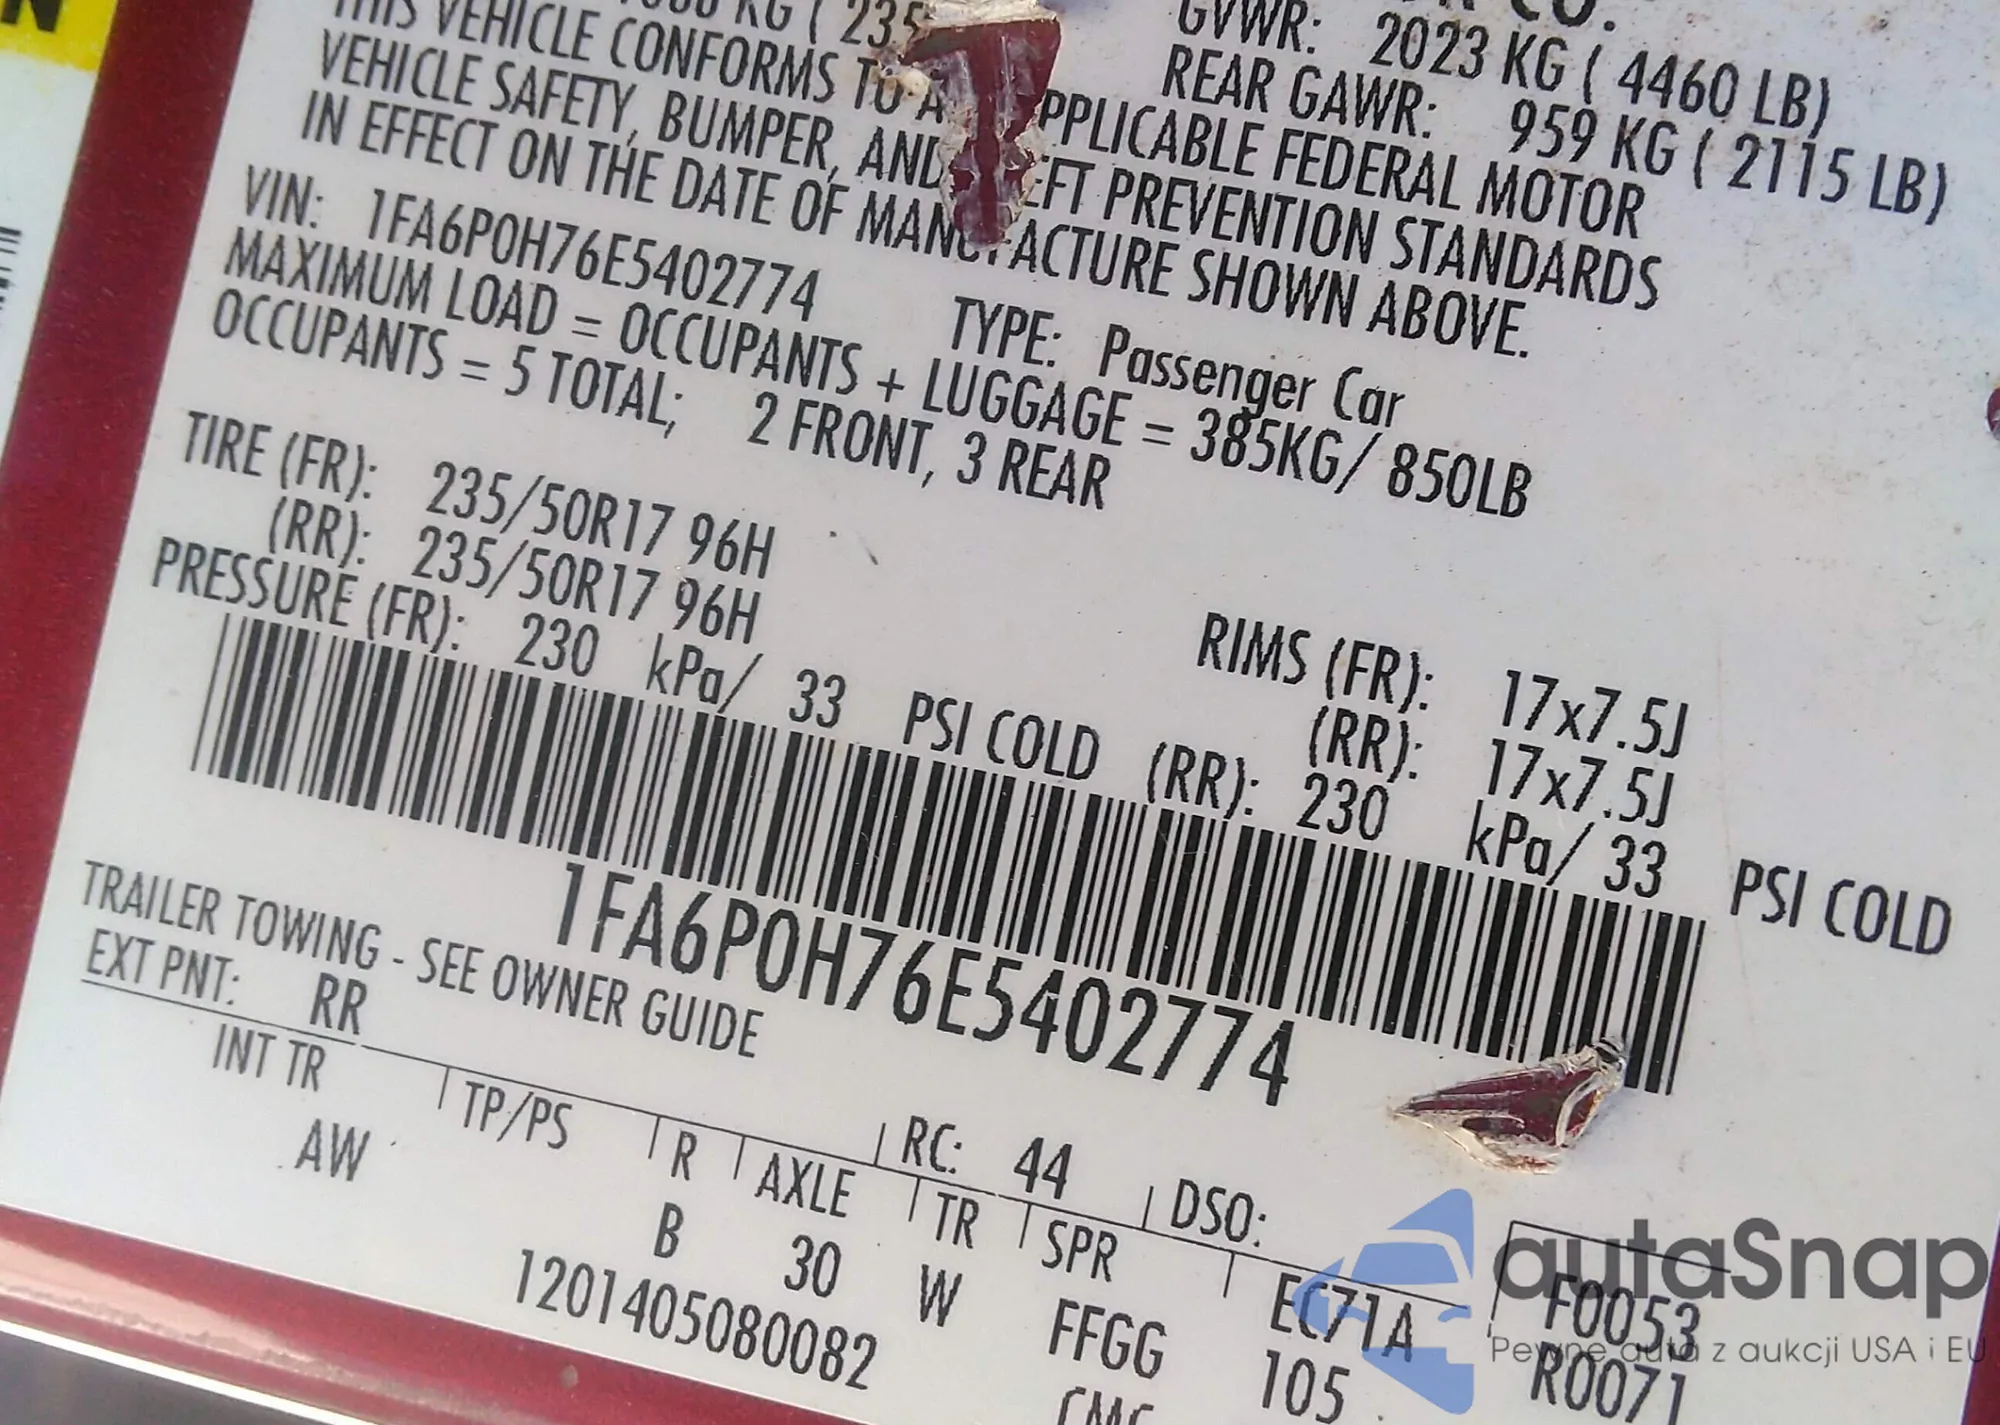 KG ( 235
GVWR: 2023 KG ( 4460 LB)
REAR GAWR: 959 KG ( 2115 LB)
THIS VEHICLE CONFORMS TO A PPLICABLE FEDERAL MOTOR
VEHICLE SAFETY, BUMPER, AND EFT PREVENTION STANDARDS
IN EFFECT ON THE DATE OF MANUFACTURE SHOWN ABOVE.
VIN: 1FA6P0H76E5402774 TYPE: Passenger Car
MAXIMUM LOAD = OCCUPANTS + LUGGAGE = 385KG/ 850LB
OCCUPANTS = 5 TOTAL; 2 FRONT, 3 REAR
TIRE (FR): 235/50R17 96H RIMS (FR): 17x7.5J
(RR): 235/50R17 96H (RR): 17x7.5J
PRESSURE (FR): 230 kPa/ 33 PSI COLD (RR): 230 kPa/ 33 PSI COLD
1FA6P0H76E5402774
TRAILER TOWING - SEE OWNER GUIDE
EXT PNT: RR RC: 44 DSO:
INT TR TP/PS R AXLE TR SPR EC71A F0053
AW B 30 W FFGG 105 R0071
1201405080082
autaSnap
Pewne auta z aukcji USA i EU